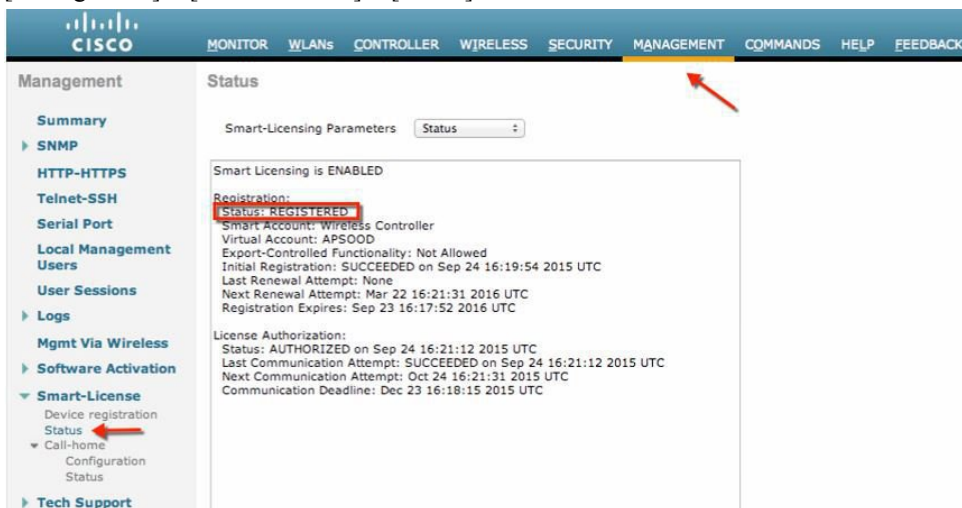 CISCO
MONITOR WLANs CONTROLLER WIRELESS SECURITY MANAGEMENT COMMANDS HELP FEEDBACK
Management
Summary
SNMP
HTTP-HTTPS
Telnet-SSH
Serial Port
Local Management
Users
User Sessions
Logs
Mgmt Via Wireless
Software Activation
Smart-License
Device registration
Status
Call-home
Configuration
Status
Tech Support
Status
Smart-Licensing Parameters Status
Smart Licensing is ENABLED
Registration:
Status: REGISTERED
Smart Account: Wireless Controller
Virtual Account: APSOOD
Export-Controlled Functionality: Not Allowed
Initial Registration: SUCCEEDED on Sep 24 16:19:54 2015 UTC
Last Renewal Attempt: None
Next Renewal Attempt: Mar 22 16:21:31 2016 UTC
Registration Expires: Sep 23 16:17:52 2016 UTC
License Authorization:
Status: AUTHORIZED on Sep 24 16:21:12 2015 UTC
Last Communication Attempt: SUCCEEDED on Sep 24 16:21:12 2015 UTC
Next Communication Attempt: Oct 24 16:21:31 2015 UTC
Communication Deadline: Dec 23 16:18:15 2015 UTC